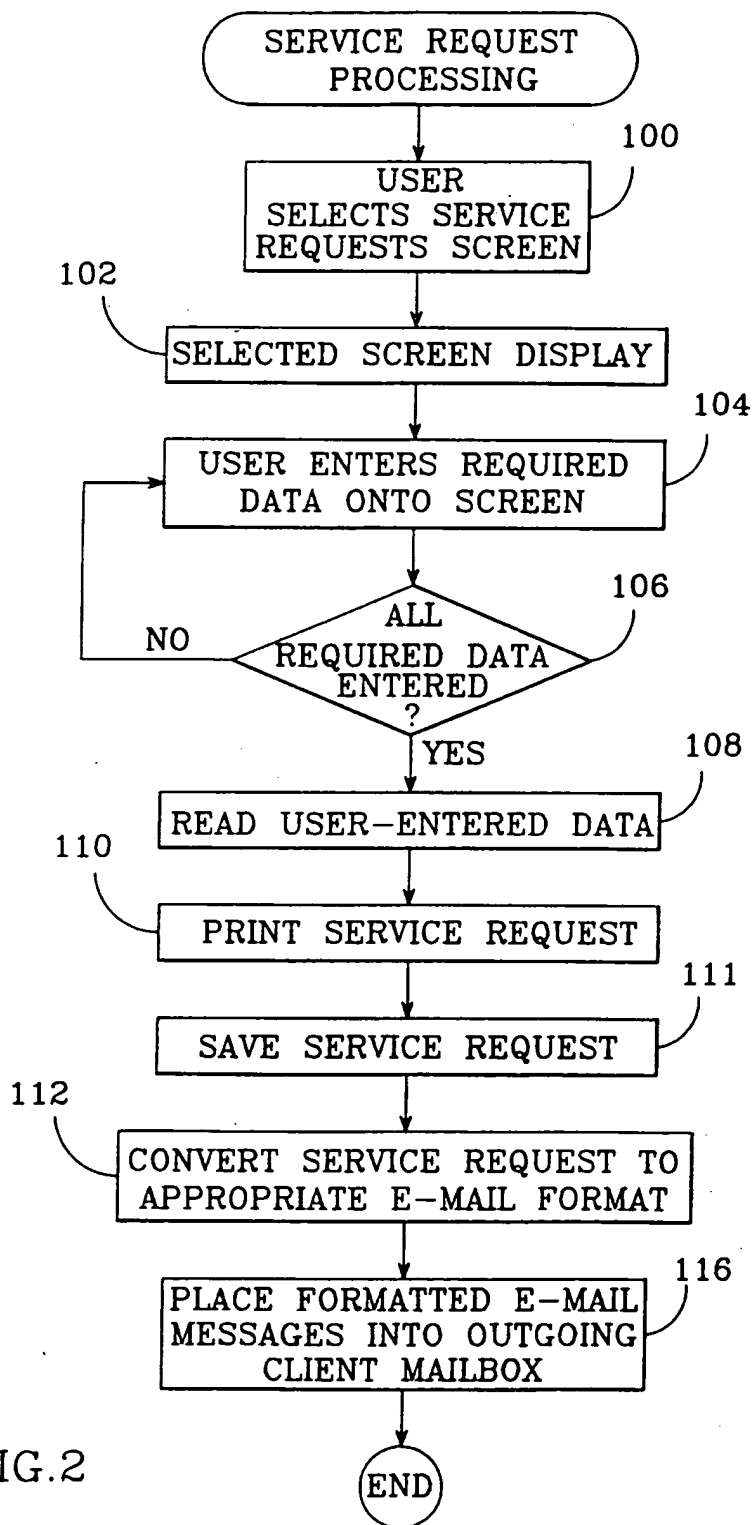 SERVICE REQUEST
PROCESSING
100
USER
SELECTS SERVICE
REQUESTS SCREEN
102
SELECTED SCREEN DISPLAY
104
USER ENTERS REQUIRED
DATA ONTO SCREEN
106
ALL
REQUIRED DATA
ENTERED
?
NO
YES
108
READ USER-ENTERED DATA
110
PRINT SERVICE REQUEST
111
SAVE SERVICE REQUEST
112
CONVERT SERVICE REQUEST TO
APPROPRIATE E-MAIL FORMAT
116
PLACE FORMATTED E-MAIL
MESSAGES INTO OUTGOING
CLIENT MAILBOX
END
IG.2